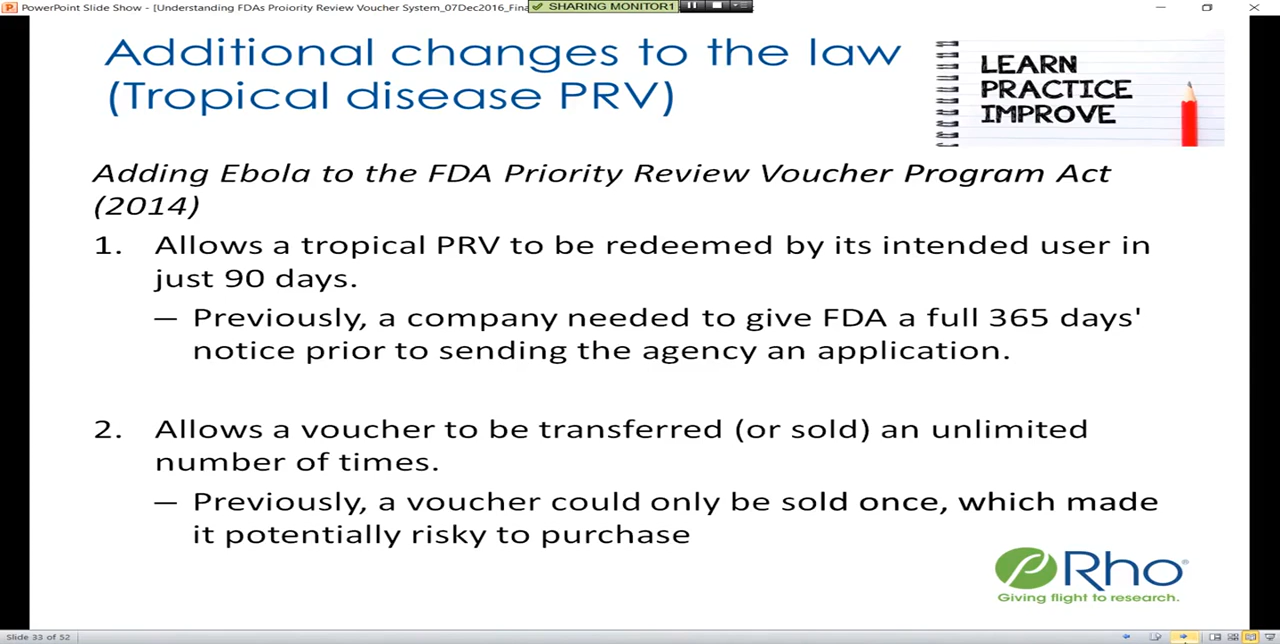 PowerPoint Slide Show - [Understanding FDAs Proiority Review Voucher System_07Dec2016_Fina
SHARING MONITOR1
Additional changes to the law
(Tropical disease PRV)
LEARN
PRACTICE
IMPROVE
Adding Ebola to the FDA Priority Review Voucher Program Act
(2014)
1. Allows a tropical PRV to be redeemed by its intended user in
just 90 days.
— Previously, a company needed to give FDA a full 365 days'
notice prior to sending the agency an application.
2. Allows a voucher to be transferred (or sold) an unlimited
number of times.
— Previously, a voucher could only be sold once, which made
it potentially risky to purchase
Rho
Giving flight to research.
Slide 33 of 52